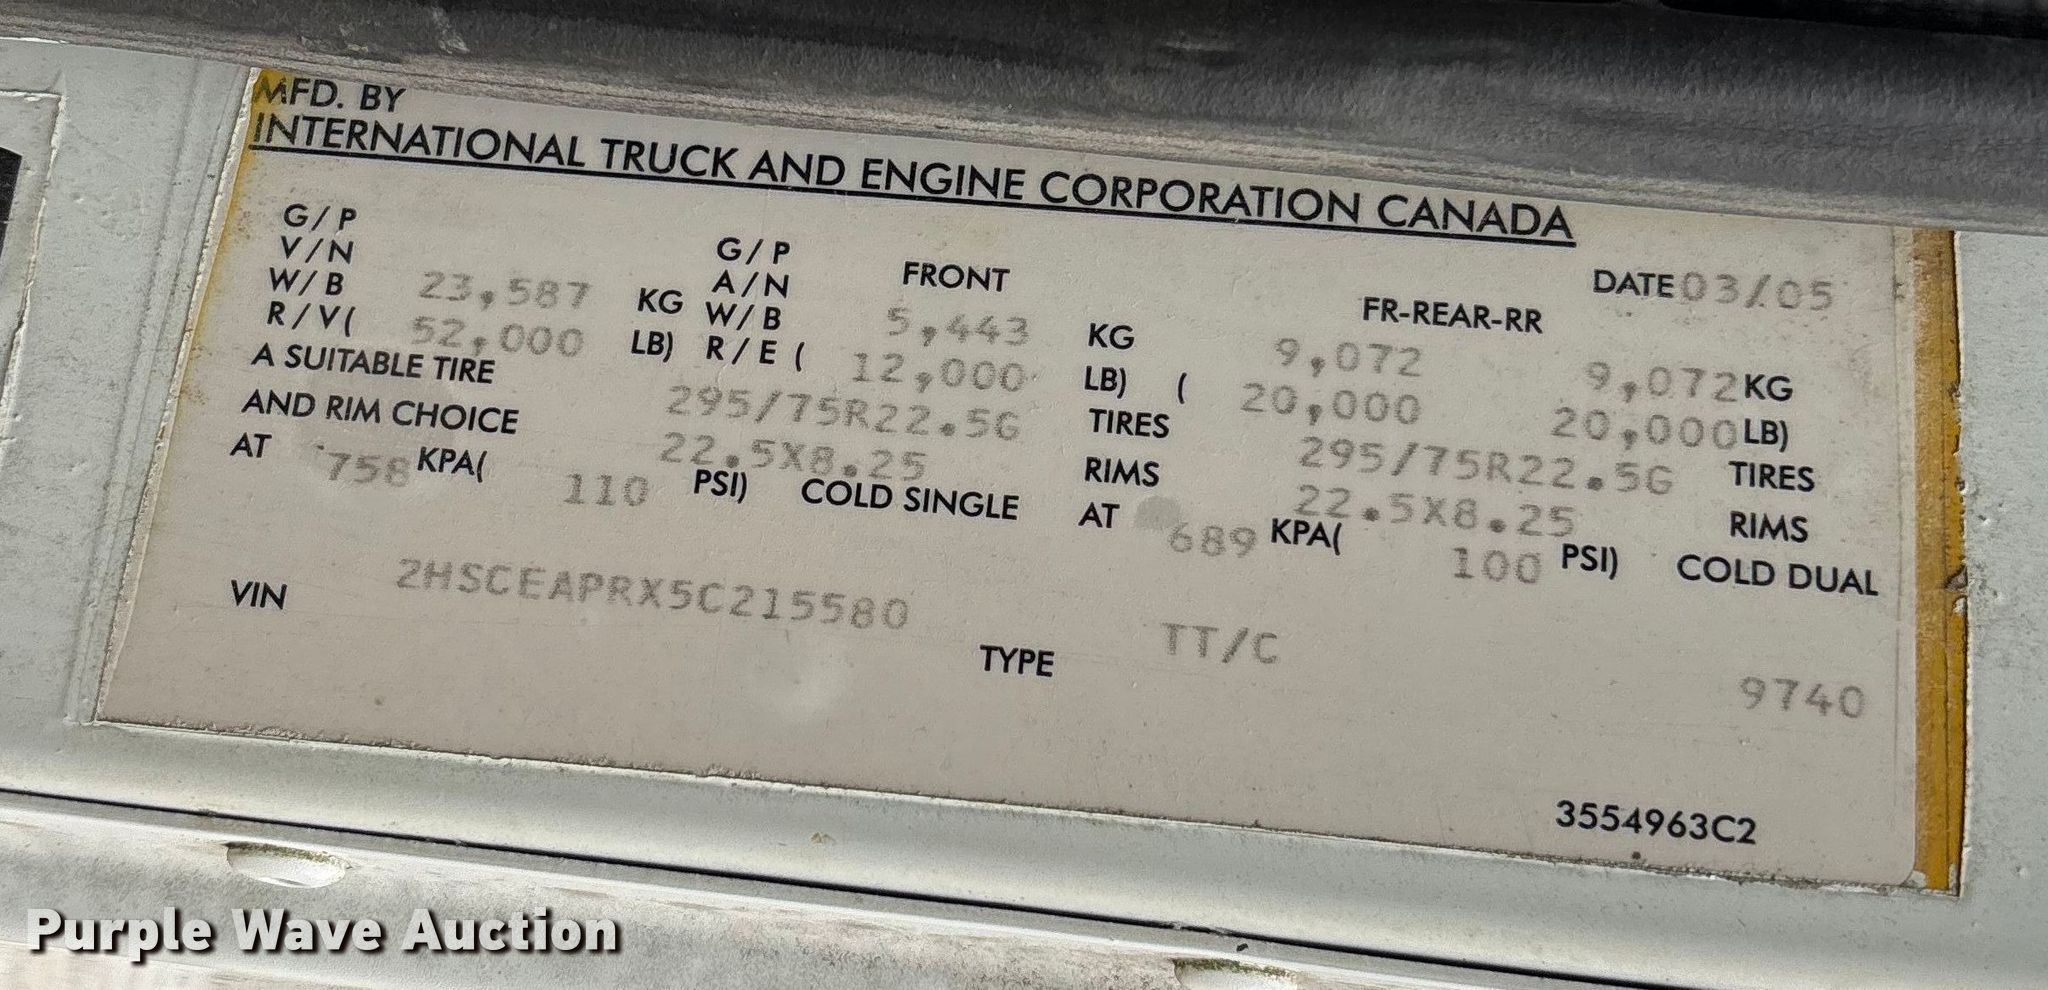 MFD. BY
INTERNATIONAL TRUCK AND ENGINE CORPORATION CANADA
DATE 03/05
G/P
V/N
W/B 23,587 KG
R/V( 52,000 LB)
G/P
A/N FRONT
W/B 5,443 KG
R/E ( 12,000 LB)
FR-REAR-RR
9,072 9,072 KG
( 20,000 20,000 LB)
A SUITABLE TIRE 295/75R22.5G TIRES 295/75R22.5G TIRES
AND RIM CHOICE 22.5X8.25 RIMS 22.5X8.25 RIMS
AT 758 KPA( 110 PSI) COLD SINGLE AT 689 KPA( 100 PSI) COLD DUAL
VIN 2HSCEAPRX5C215580 TYPE TT/C 9740
3554963C2
Purple Wave Auction